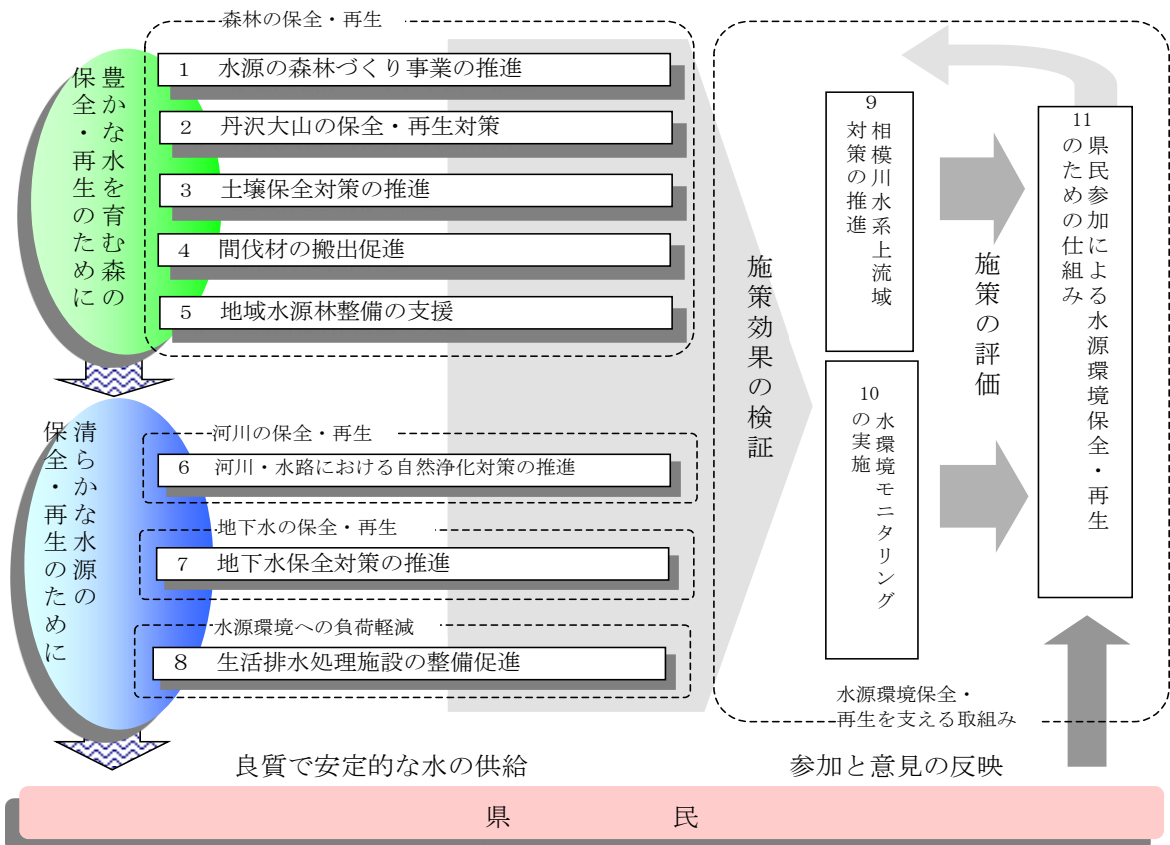 森林の保全・再生
豊かな水を育む森の
保全・再生のために
1 水源の森林づくり事業の推進
2 丹沢大山の保全・再生対策
3 土壌保全対策の推進
4 間伐材の搬出促進
5 地域水源林整備の支援
清らかな水源の
保全・再生のために
河川の保全・再生
6 河川・水路における自然浄化対策の推進
地下水の保全・再生
7 地下水保全対策の推進
水源環境への負荷軽減
8 生活排水処理施設の整備促進
施策効果の検証
9 相模川水系上流域
対策の推進
10 水環境モニタリング
の実施
施策の評価
11 県民参加による水源環境保全・再生
のための仕組み
水源環境保全・
再生を支える取組み
良質で安定的な水の供給
参加と意見の反映
県 民